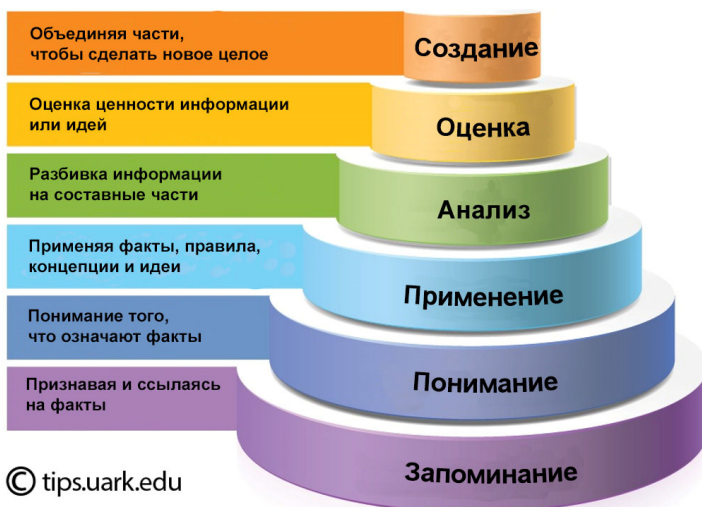 Объединяя части,
чтобы сделать новое целое
Создание
Оценка ценности информации
или идей
Оценка
Разбивка информации
на составные части
Анализ
Применяя факты, правила,
концепции и идеи
Применение
Понимание того,
что означают факты
Понимание
Признавая и ссылаясь
на факты
Запоминание
© tips.uark.edu